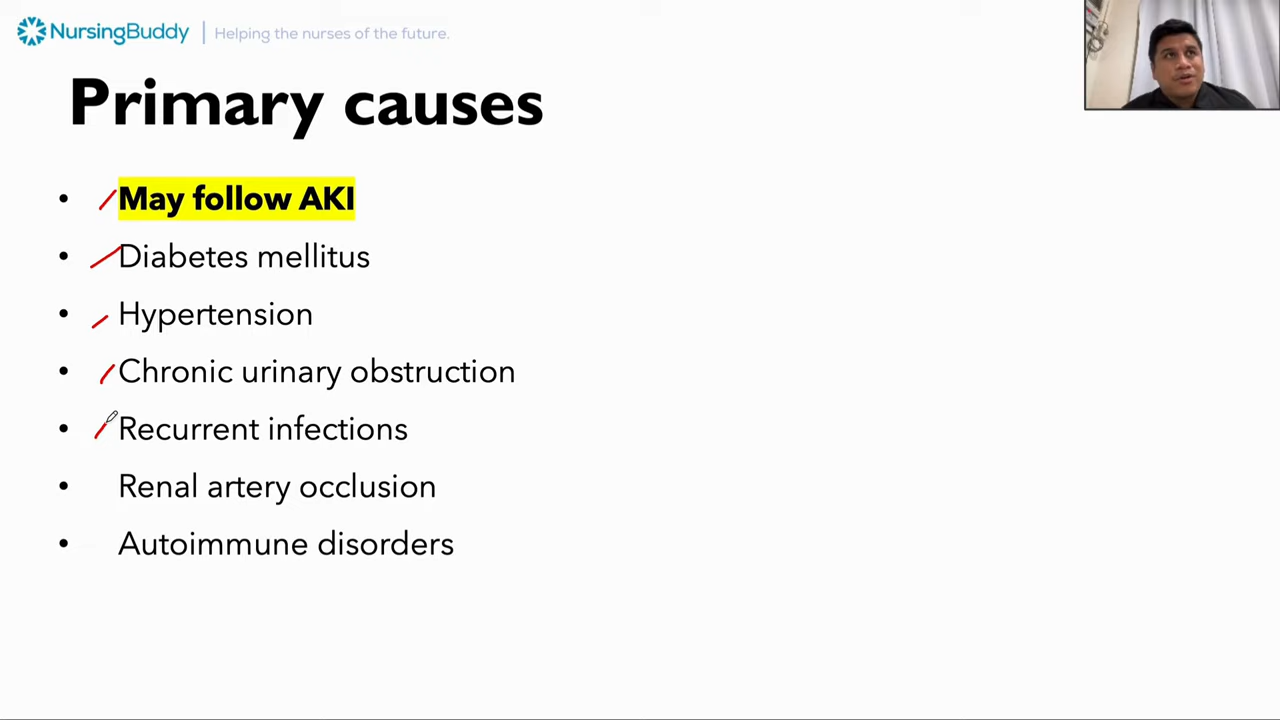 NursingBuddy | Helping the nurses of the future.
Primary causes
• May follow AKI
• Diabetes mellitus
• Hypertension
• Chronic urinary obstruction
• Recurrent infections
• Renal artery occlusion
• Autoimmune disorders